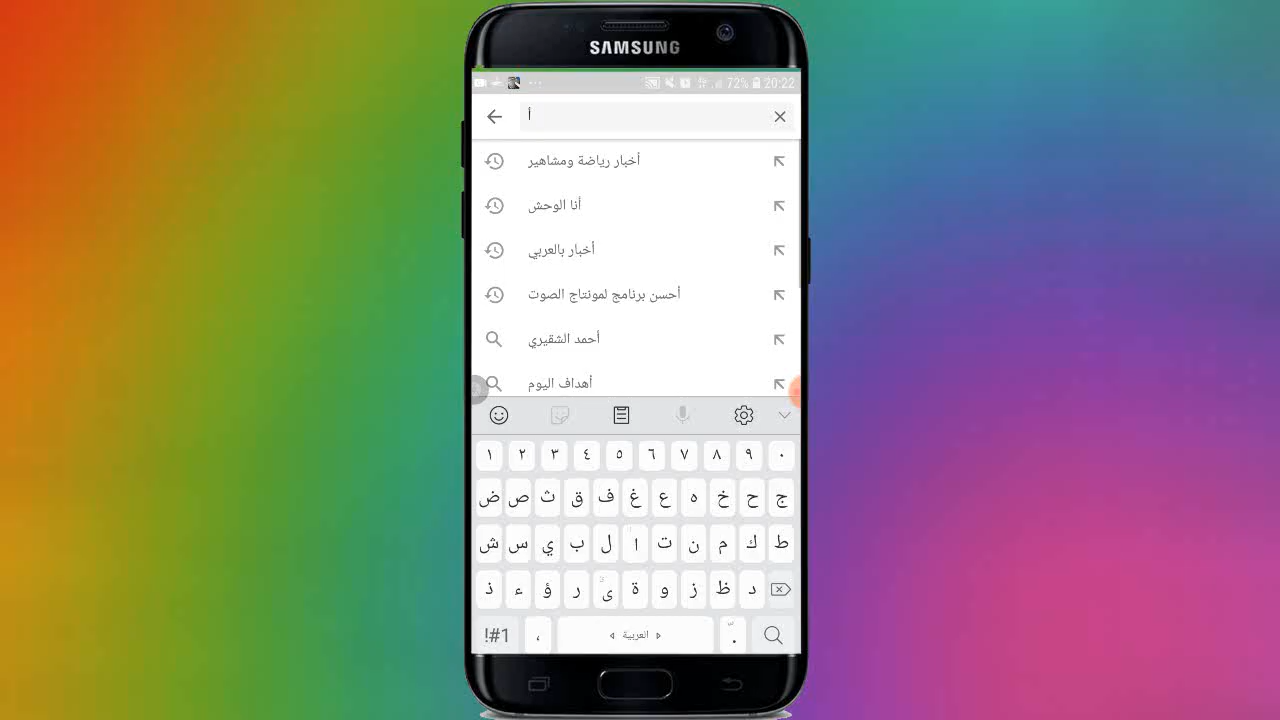 SAMSUNG
72% 20:22
أ
أخبار رياضة ومشاهير
أنا الوحش
أخبار بالعربي
أحسن برنامج لمونتاج الصوت
أحمد الشقيري
أهداف اليوم
١ ٢ ٣ ٤ ٥ ٦ ٧ ٨ ٩ ٠
ض ص ث ق ف غ ع ه خ ح ج
ش س ي ب ل ا ت ن م ك ط
ذ ء ؤ ر ى ة و ز ظ د
!#1 ، العربية .